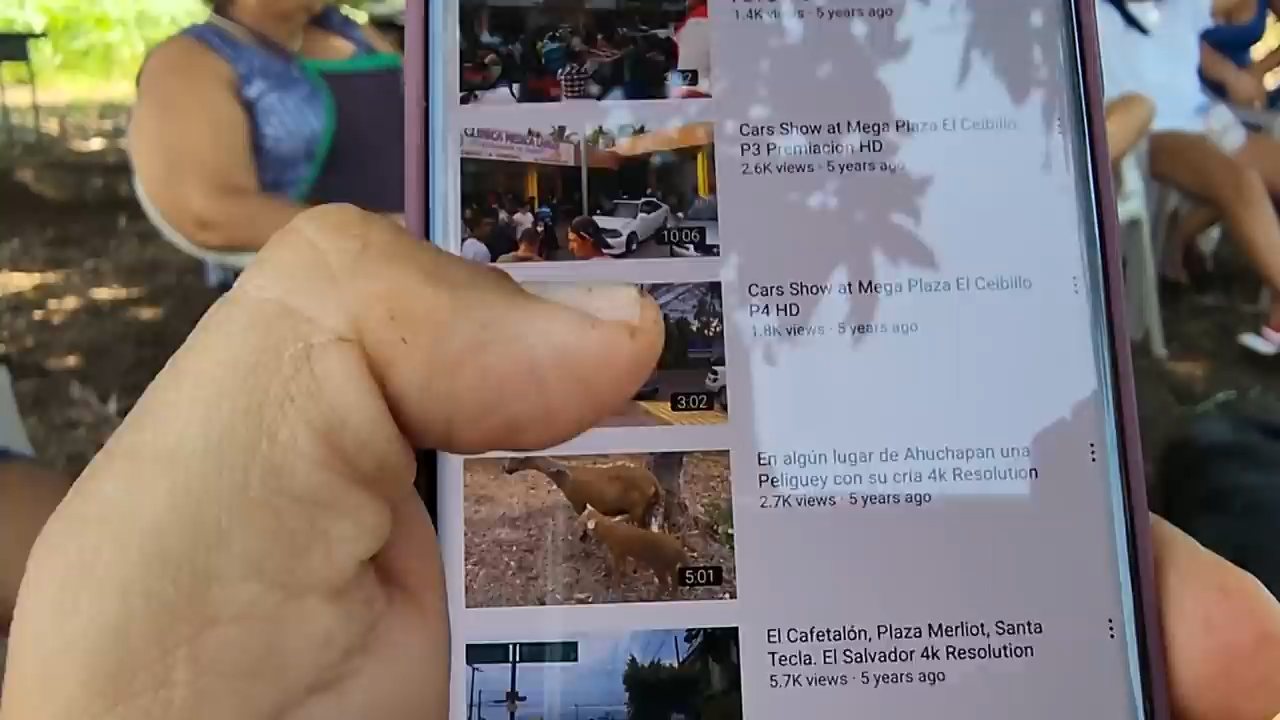 1.4K views · 5 years ago
CLINICA MEDICA
Cars Show at Mega Plaza El Ceibillo
P3 Premiacion HD
2.6K views · 5 years ago
10:06
Cars Show at Mega Plaza El Ceibillo
P4 HD
1.8K views · 5 years ago
3:02
En algún lugar de Ahuchapan una
Peliguey con su cria 4k Resolution
2.7K views · 5 years ago
5:01
El Cafetalón, Plaza Merliot, Santa
Tecla. El Salvador 4k Resolution
5.7K views · 5 years ago